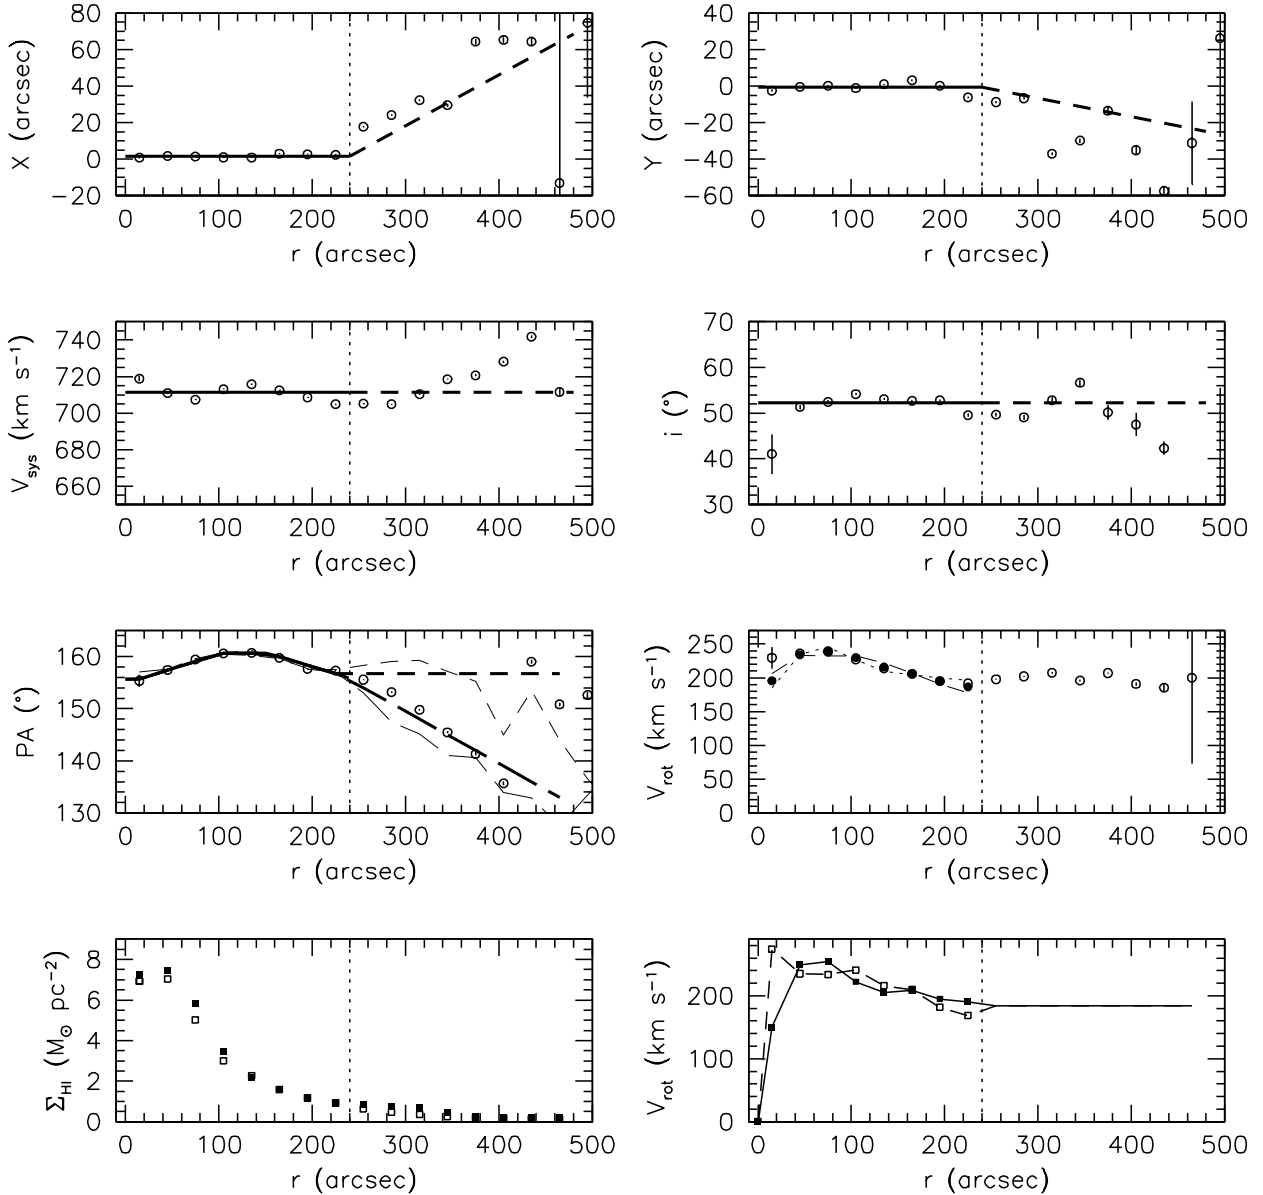 X (arcsec)
80
60
40
20
0
−20
0 100 200 300 400 500
r (arcsec)
Y (arcsec)
40
20
0
−20
−40
−60
0 100 200 300 400 500
r (arcsec)
V_sys (km s⁻¹)
740
720
700
680
660
0 100 200 300 400 500
r (arcsec)
i (°)
70
60
50
40
30
0 100 200 300 400 500
r (arcsec)
PA (°)
160
150
140
130
0 100 200 300 400 500
r (arcsec)
V_rot (km s⁻¹)
250
200
150
100
50
0
0 100 200 300 400 500
r (arcsec)
Σ_HI (M_⊙ pc⁻²)
8
6
4
2
0
0 100 200 300 400 500
r (arcsec)
V_rot (km s⁻¹)
200
100
0
0 100 200 300 400 500
r (arcsec)